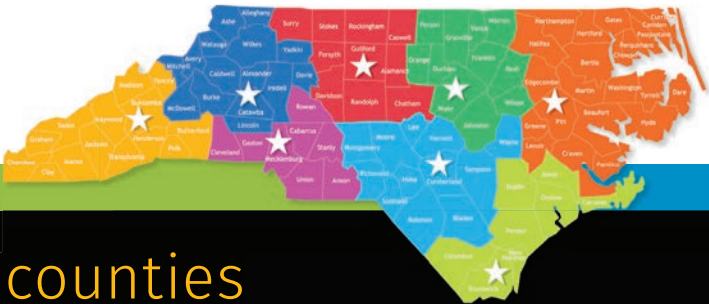 Alleghany
Ashe
Surry
Stokes
Rockingham
Caswell
Person
Granville
Vance
Warren
Northampton
Gates
Camden
Pasquotank
Perquimans
Hertford
Halifax
Watauga
Wilkes
Yadkin
Forsyth
Guilford
Alamance
Orange
Durham
Franklin
Nash
Edgecombe
Bertie
Martin
Washington
Tyrrell
Dare
Avery
Mitchell
Caldwell
Alexander
Iredell
Davie
Davidson
Randolph
Chatham
Wake
Wilson
Pitt
Beaufort
Hyde
Madison
Buncombe
McDowell
Burke
Catawba
Lincoln
Rowan
Cabarrus
Stanly
Montgomery
Moore
Lee
Harnett
Johnston
Wayne
Greene
Lenoir
Craven
Pamlico
Swain
Haywood
Henderson
Rutherford
Polk
Cleveland
Gaston
Mecklenburg
Union
Anson
Richmond
Hoke
Cumberland
Sampson
Duplin
Jones
Onslow
Carteret
Graham
Cherokee
Clay
Macon
Jackson
Transylvania
Scotland
Robeson
Bladen
Pender
Columbus
New
Hanover
Brunswick
counties